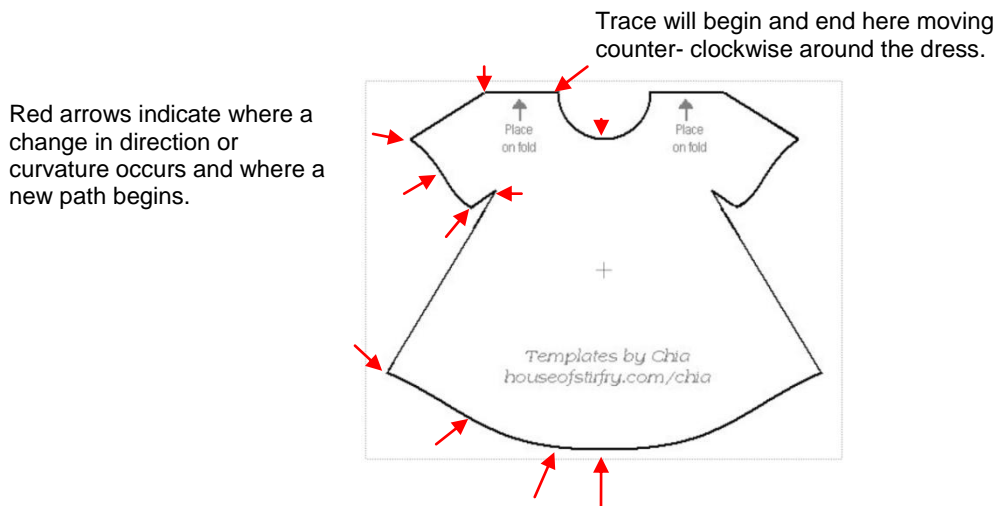 Trace will begin and end here moving
counter- clockwise around the dress.
Red arrows indicate where a
change in direction or
curvature occurs and where a
new path begins.
Place
on fold
Place
on fold
Templates by Chia
houseofstirfry.com/chia